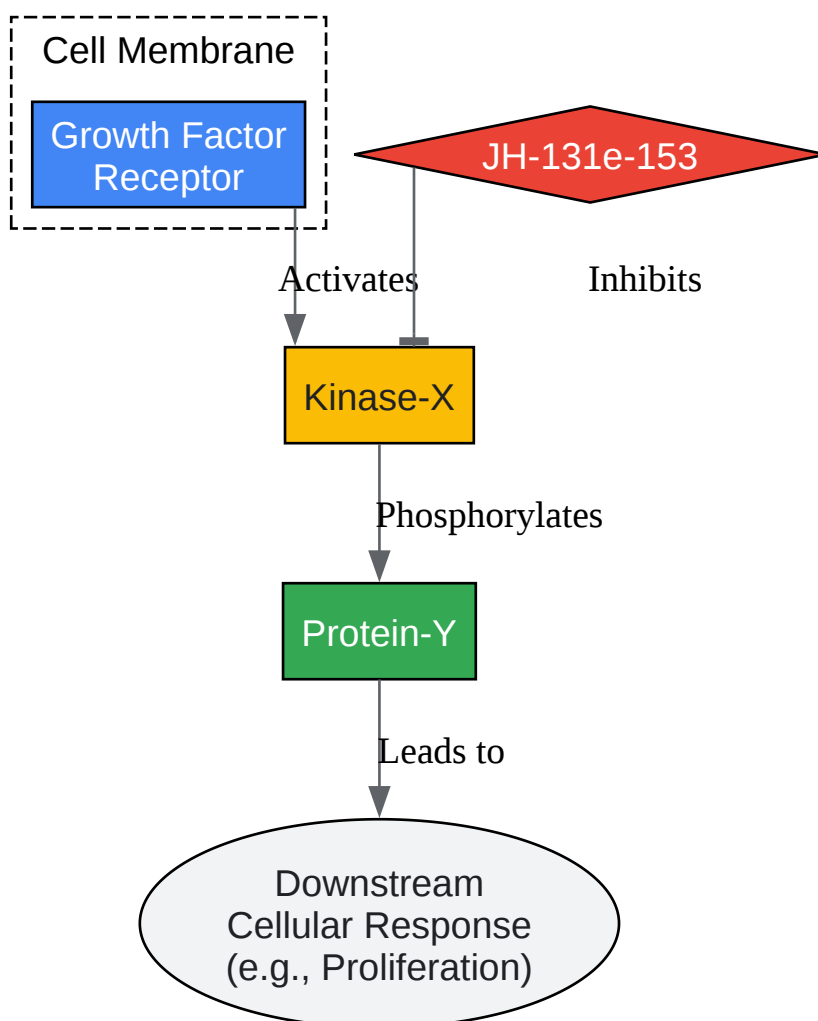 Cell Membrane
Growth Factor
Receptor
JH-131e-153
Activates
Inhibits
Kinase-X
Phosphorylates
Protein-Y
Leads to
Downstream
Cellular Response
(e.g., Proliferation)